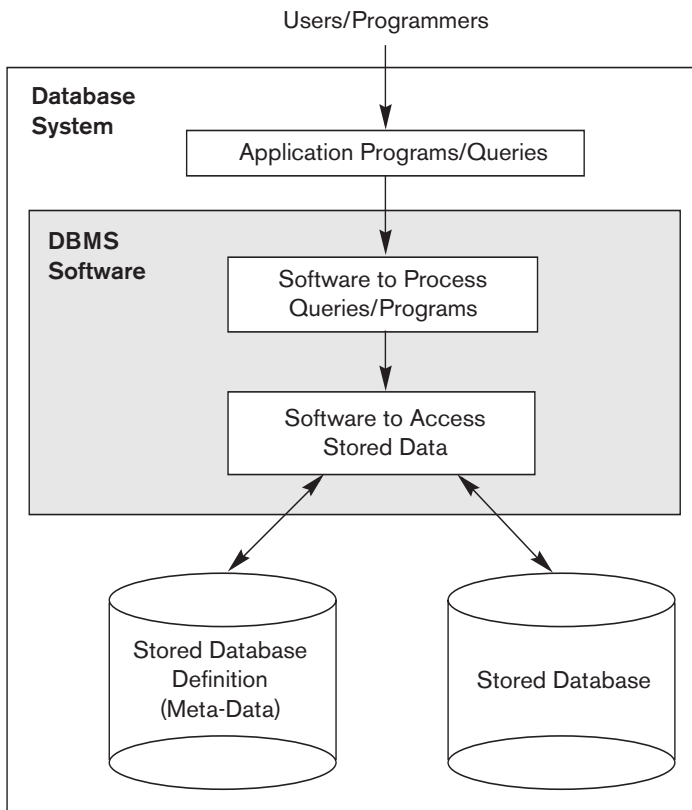 Users/Programmers
Database
System
Application Programs/Queries
DBMS
Software
Software to Process
Queries/Programs
Software to Access
Stored Data
Stored Database
Definition
(Meta-Data)
Stored Database